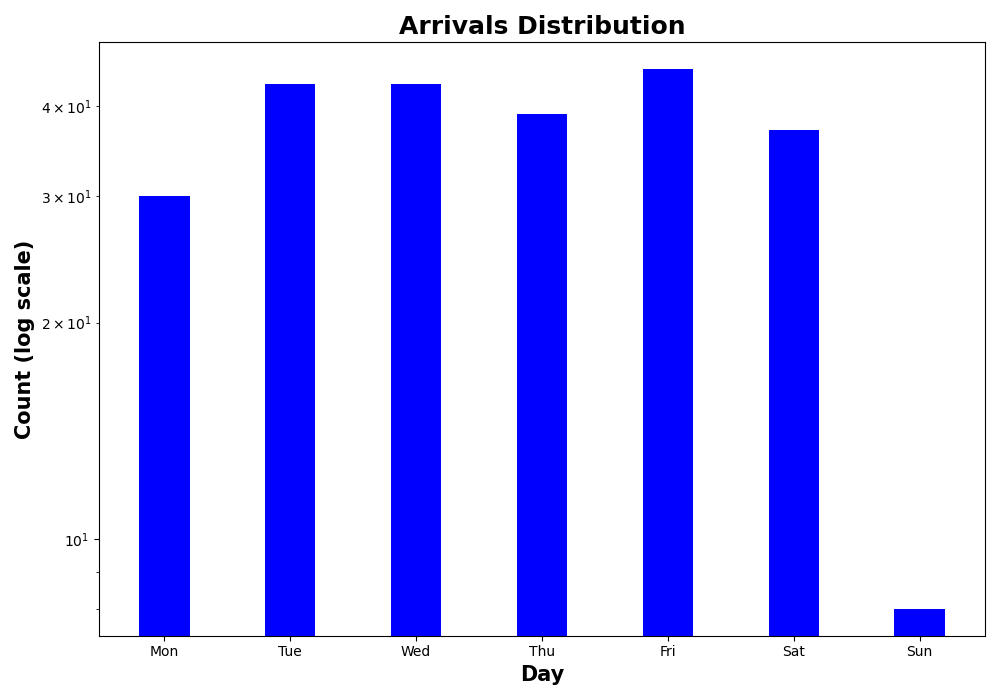 Arrivals Distribution
Count (log scale)
4 × 10¹
3 × 10¹
2 × 10¹
10¹
Mon Tue Wed Thu Fri Sat Sun
Day